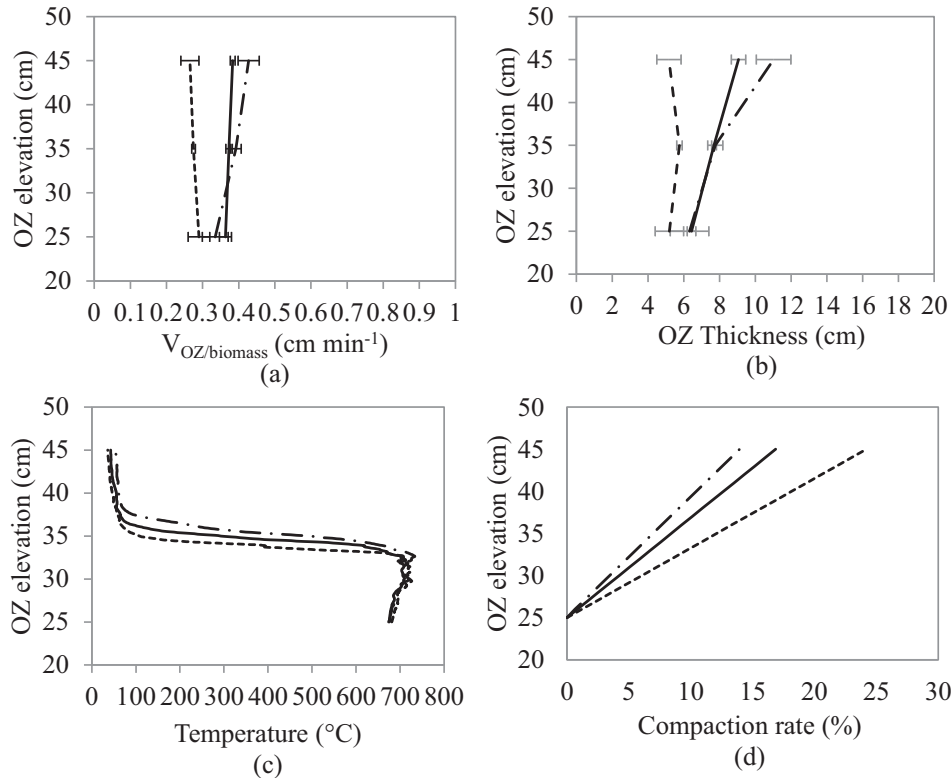 50
45
40
35
30
25
20
OZ elevation (cm)
0 0.1 0.2 0.3 0.4 0.5 0.6 0.7 0.8 0.9 1
V_OZ/biomass (cm min⁻¹)
(a)
50
45
40
35
30
25
20
OZ elevation (cm)
0 2 4 6 8 10 12 14 16 18 20
OZ Thickness (cm)
(b)
50
40
30
20
OZ elevation (cm)
0 100 200 300 400 500 600 700 800
Temperature (°C)
(c)
50
45
40
35
30
25
20
OZ elevation (cm)
0 5 10 15 20 25 30
Compaction rate (%)
(d)